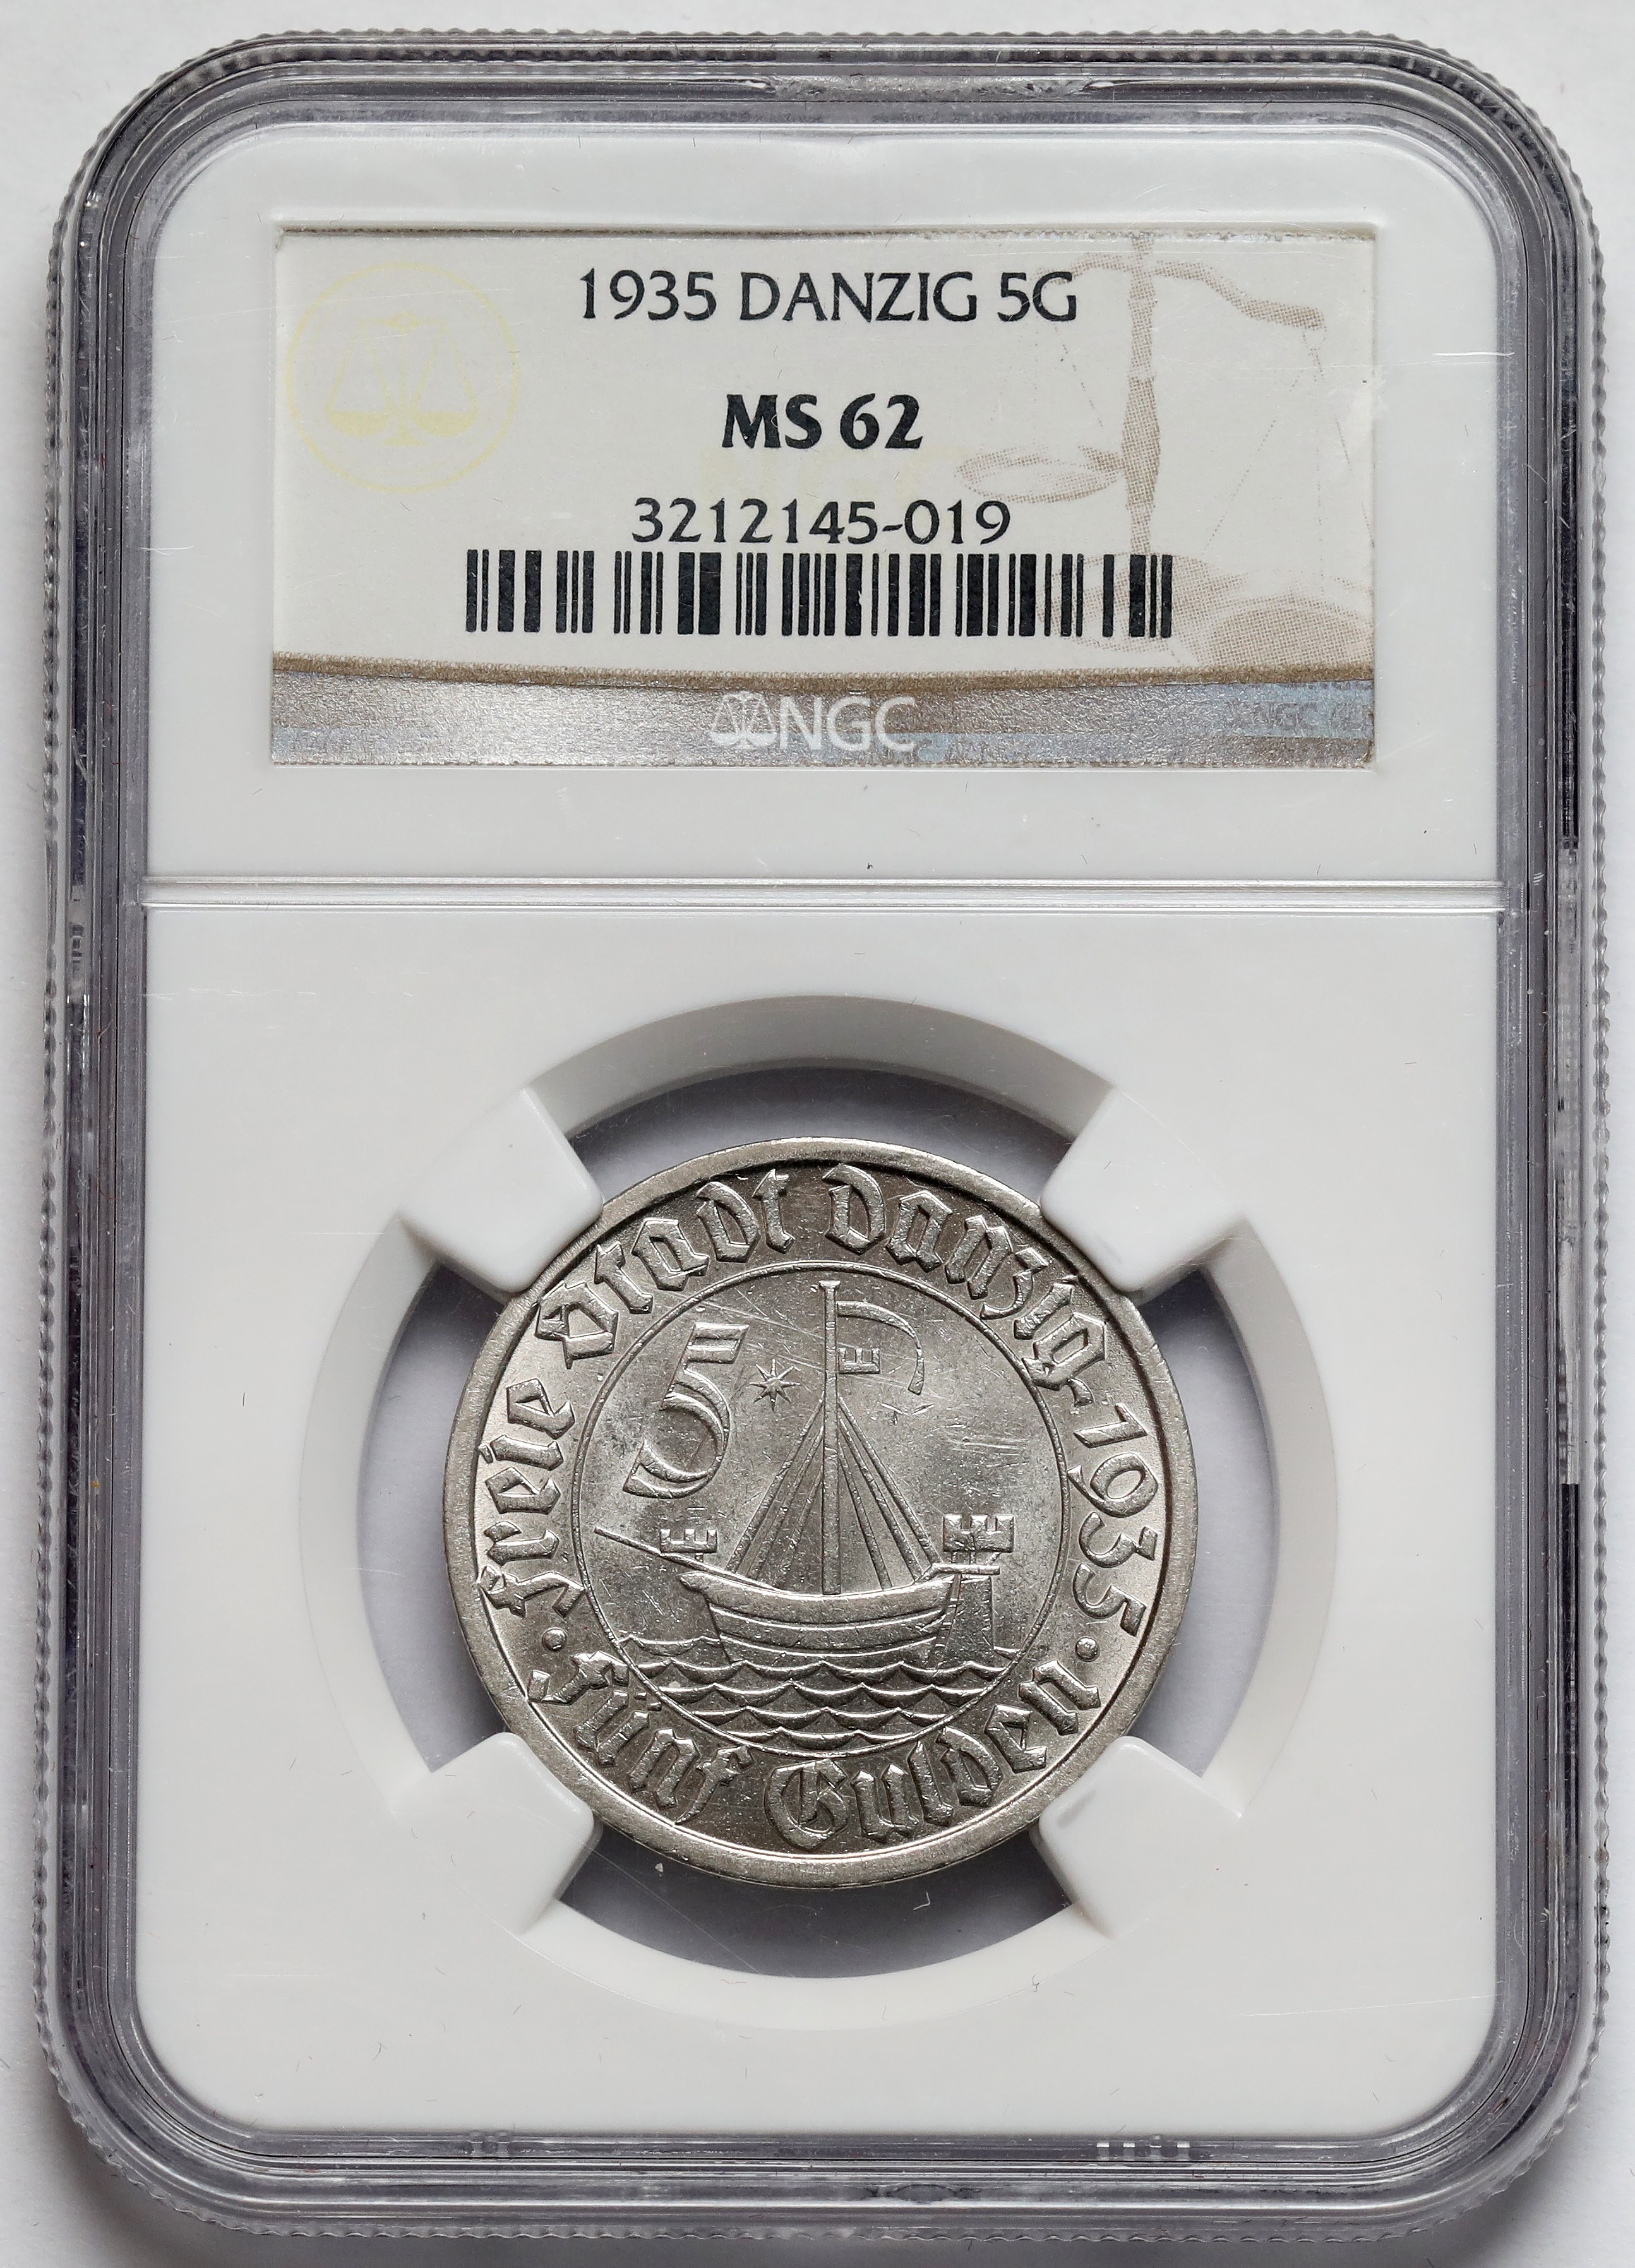 1935 DANZIG 5G
MS 62
3212145-019
NGC
Freie Stadt Danzig-1935
5
E
E
E
· Fünf Gulden ·